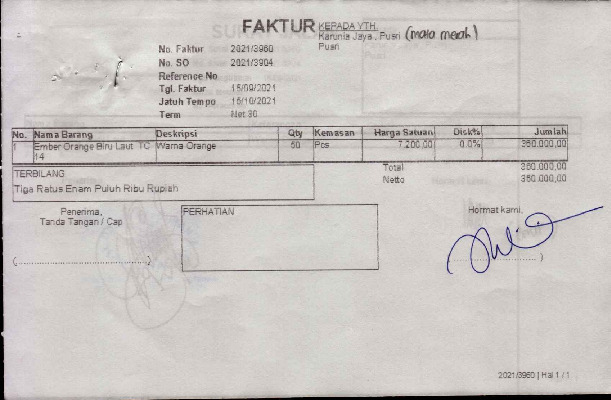 FAKTUR
KEPADA YTH.
Karunia Jaya . Pusri (mata merah)
Pusri
No. Faktur 2021/3960
No. SO 2021/3904
Reference No
Tgl. Faktur 15/09/2021
Jatuh Tempo 15/10/2021
Term Net 30
No. Nama Barang Deskripsi Qty Kemasan Harga Satuan Disk% Jumlah
1 Ember Orange Biru Laut TC 14 Warna Orange 50 Pcs 7.200,00 0.0% 360.000,00
Total 360.000,00
Netto 360.000,00
TERBILANG
Tiga Ratus Enam Puluh Ribu Rupiah
Penerima,
Tanda Tangan / Cap
PERHATIAN
Hormat kami,
(....................................)
2021/3960 | Hal 1 / 1